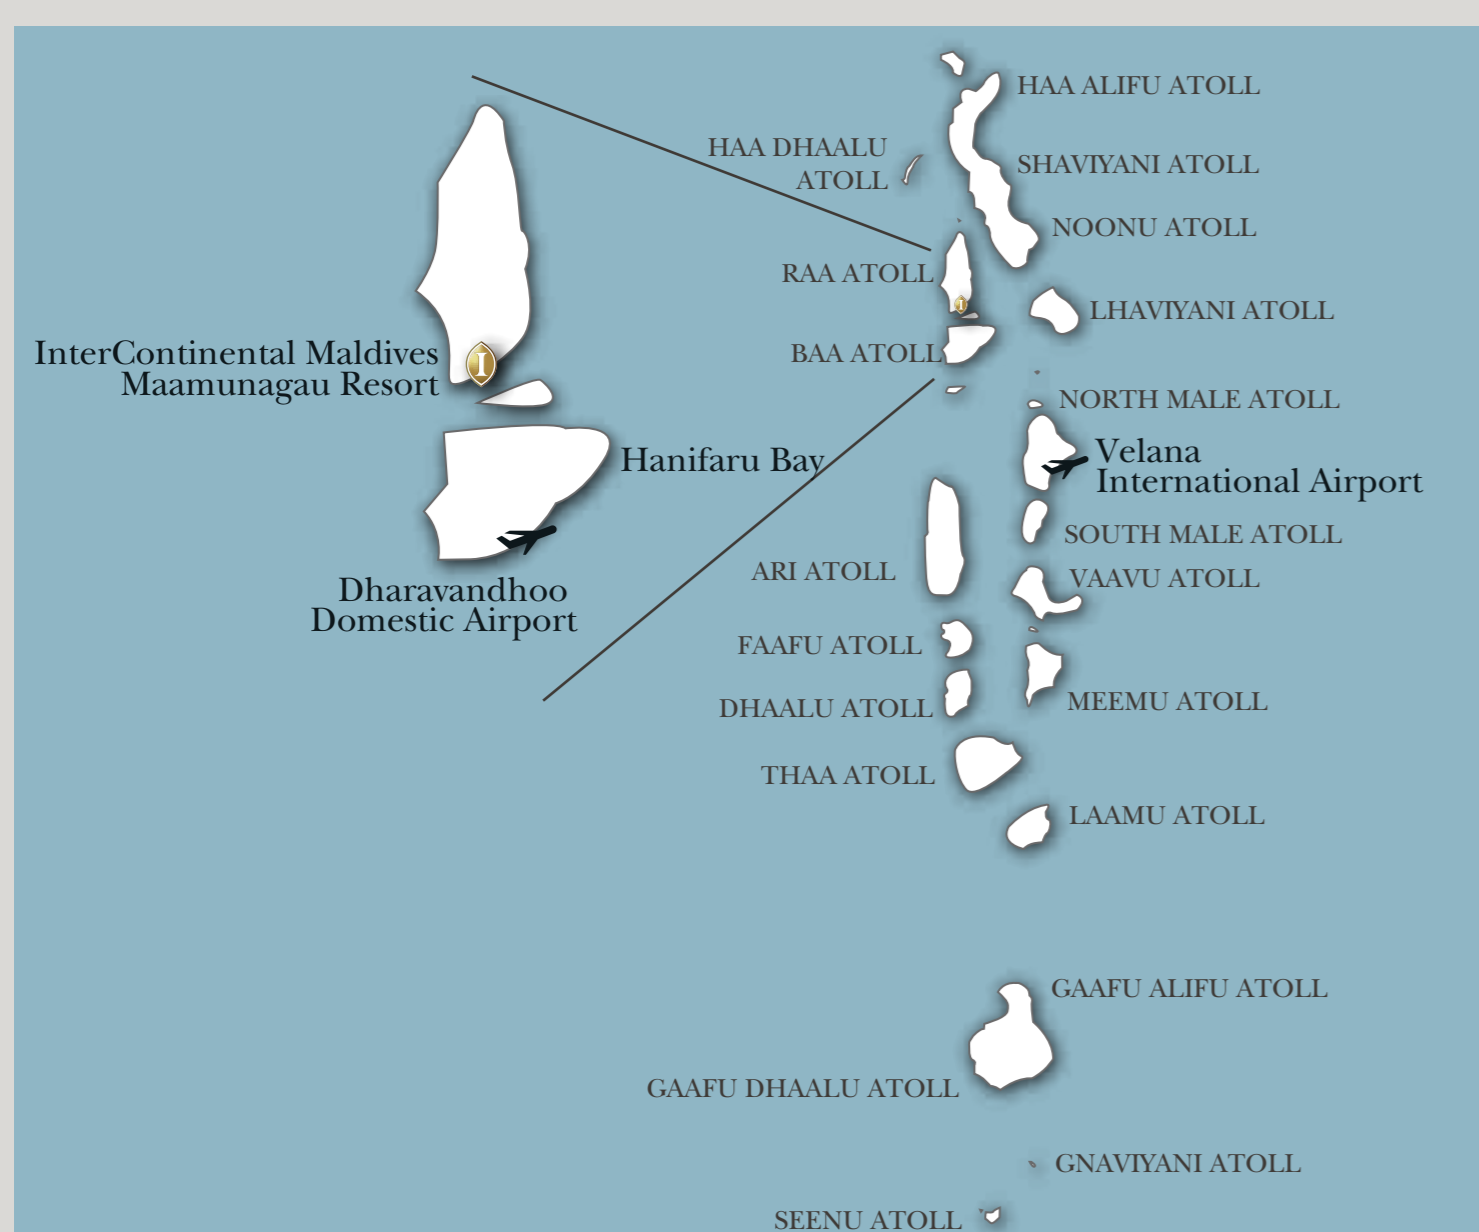 HAA ALIFU ATOLL
HAA DHAALU
ATOLL
SHAVIYANI ATOLL
NOONU ATOLL
RAA ATOLL
I
LHAVIYANI ATOLL
BAA ATOLL
InterContinental Maldives
Maamunagau Resort
I
NORTH MALE ATOLL
Hanifaru Bay
Velana
International Airport
SOUTH MALE ATOLL
ARI ATOLL
VAAVU ATOLL
Dharavandhoo
Domestic Airport
FAAFU ATOLL
DHAALU ATOLL
MEEMU ATOLL
THAA ATOLL
LAAMU ATOLL
GAAFU ALIFU ATOLL
GAAFU DHAALU ATOLL
GNAVIYANI ATOLL
SEENU ATOLL